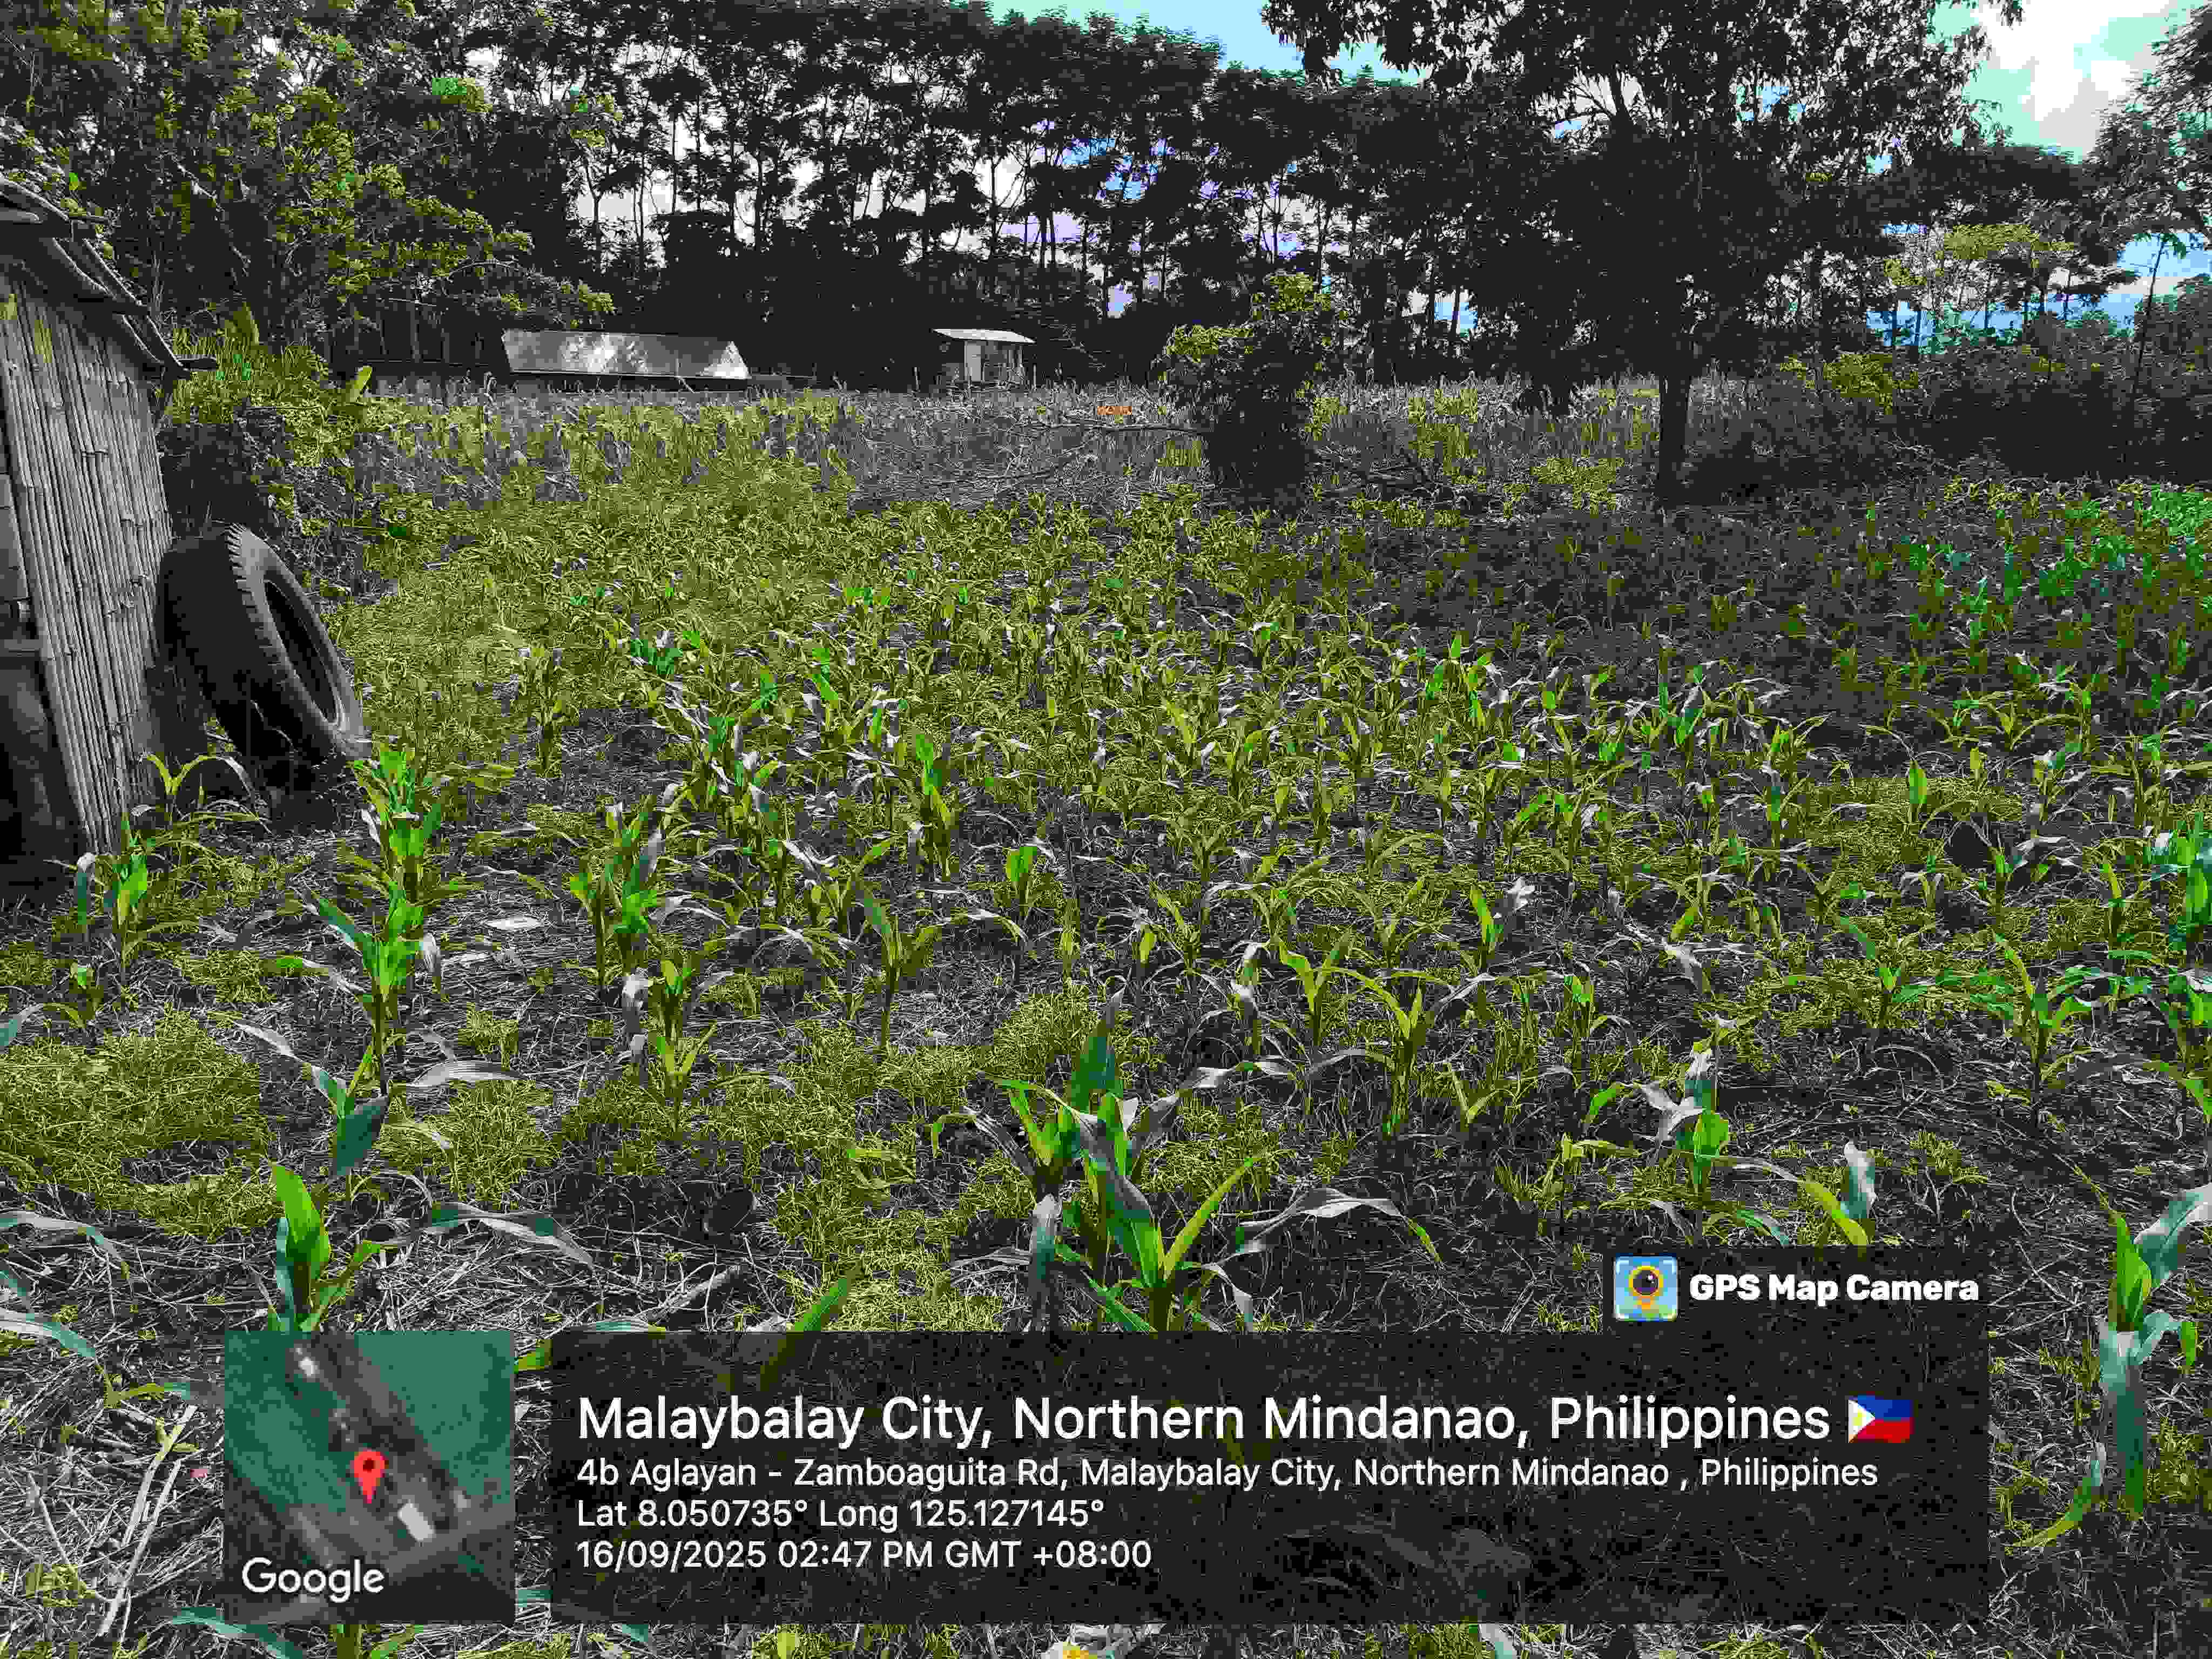 GPS Map Camera
Malaybalay City, Northern Mindanao, Philippines 🇵🇭
4b Aglayan - Zamboaguita Rd, Malaybalay City, Northern Mindanao , Philippines
Lat 8.050735° Long 125.127145°
16/09/2025 02:47 PM GMT +08:00
Google